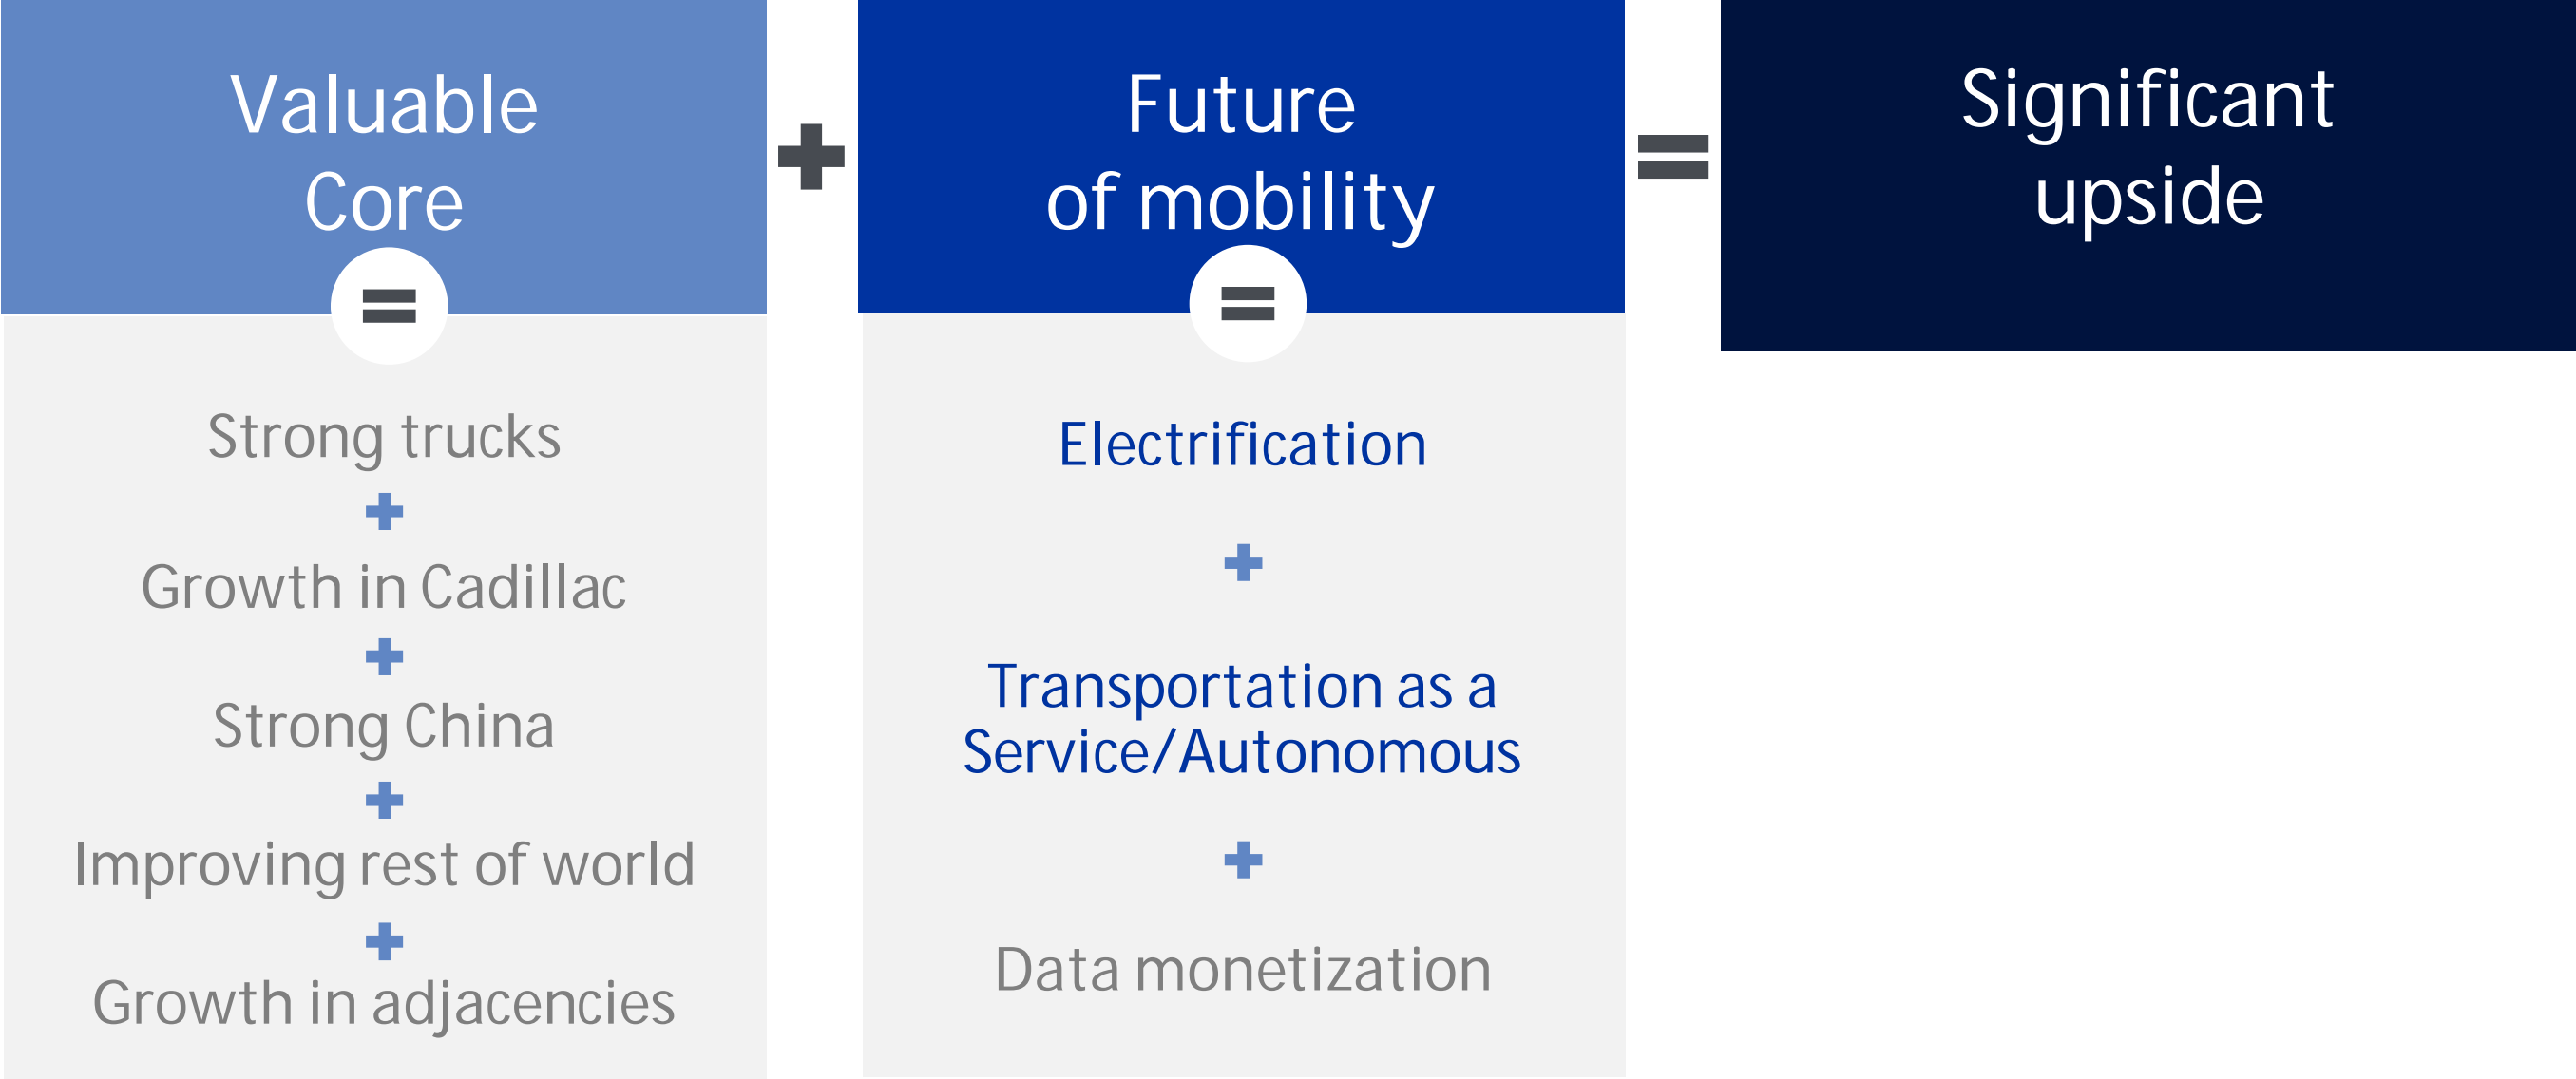 Valuable
Core
Strong trucks
Growth in Cadillac
Strong China
Improving rest of world
Growth in adjacencies
Future
of mobility
Electrification
Transportation as a
Service/Autonomous
Data monetization
Significant
upside